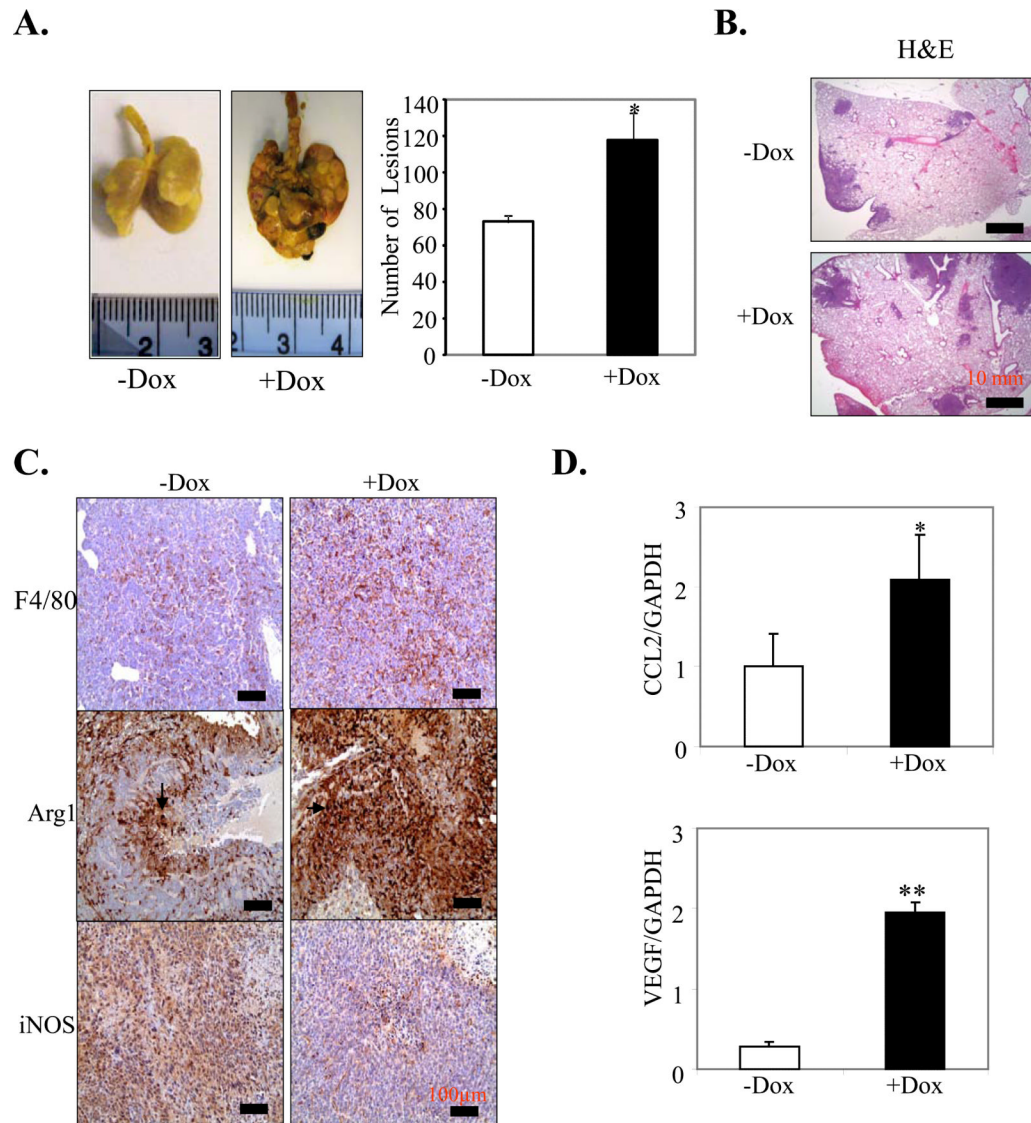 A.
140
120
100
80
60
40
20
0
Number of Lesions
*
-Dox
+Dox
2
3
-Dox
2
3
4
+Dox
B.
H&E
-Dox
+Dox
10 mm
C.
-Dox
+Dox
F4/80
Arg1
iNOS
100μm
D.
3
2
1
0
CCL2/GAPDH
*
-Dox
+Dox
3
2
1
0
VEGF/GAPDH
**
-Dox
+Dox